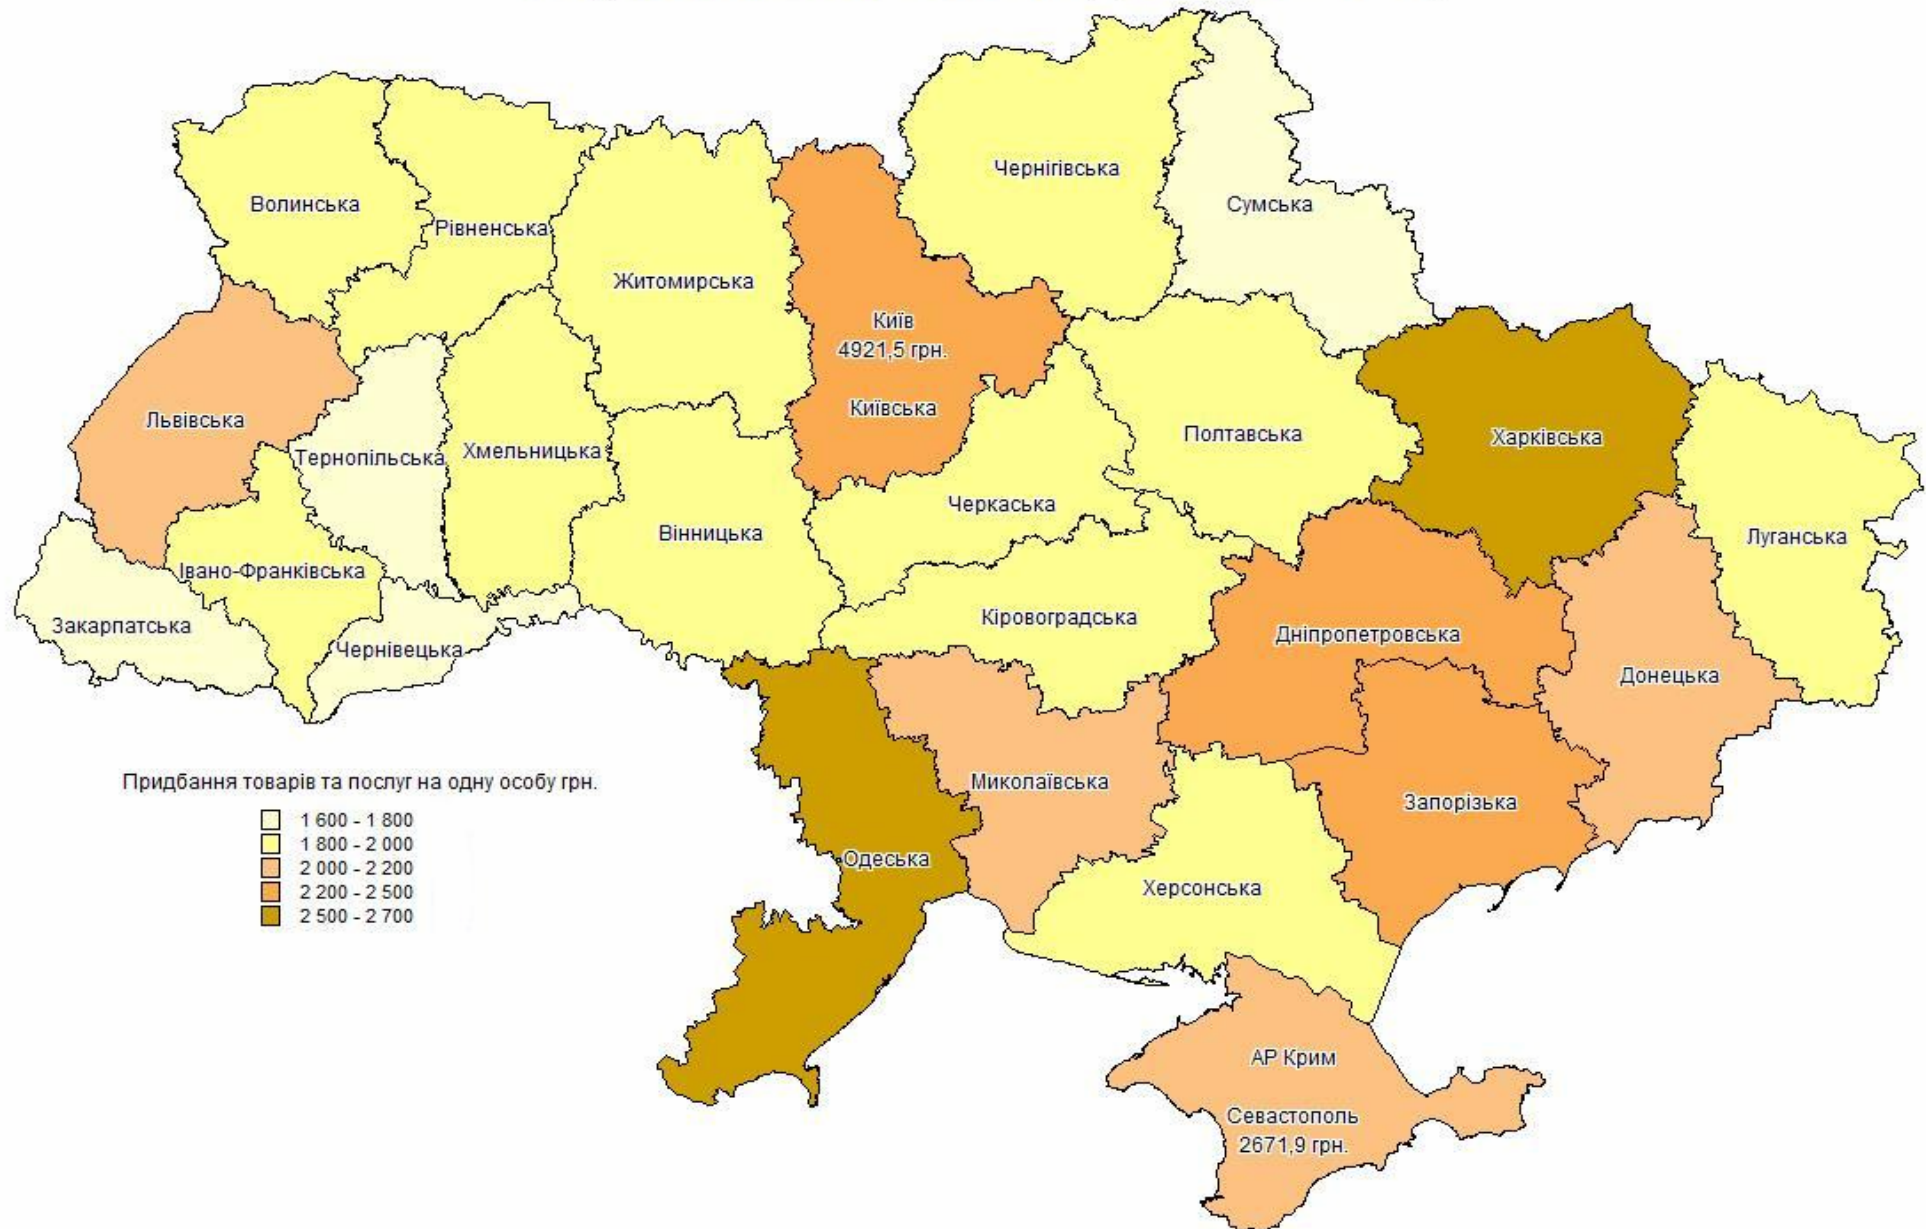 Чернігівська
Сумська
Волинська
Рівненська
Житомирська
Київ
4921,5 грн.
Київська
Львівська
Тернопільська
Хмельницька
Полтавська
Харківська
Черкаська
Вінницька
Луганська
Івано-Франківська
Закарпатська
Чернівецька
Кіровоградська
Дніпропетровська
Донецька
Миколаївська
Запорізька
Одеська
Херсонська
АР Крим
Севастополь
2671,9 грн.
Придбання товарів та послуг на одну особу грн.
1 600 - 1 800
1 800 - 2 000
2 000 - 2 200
2 200 - 2 500
2 500 - 2 700